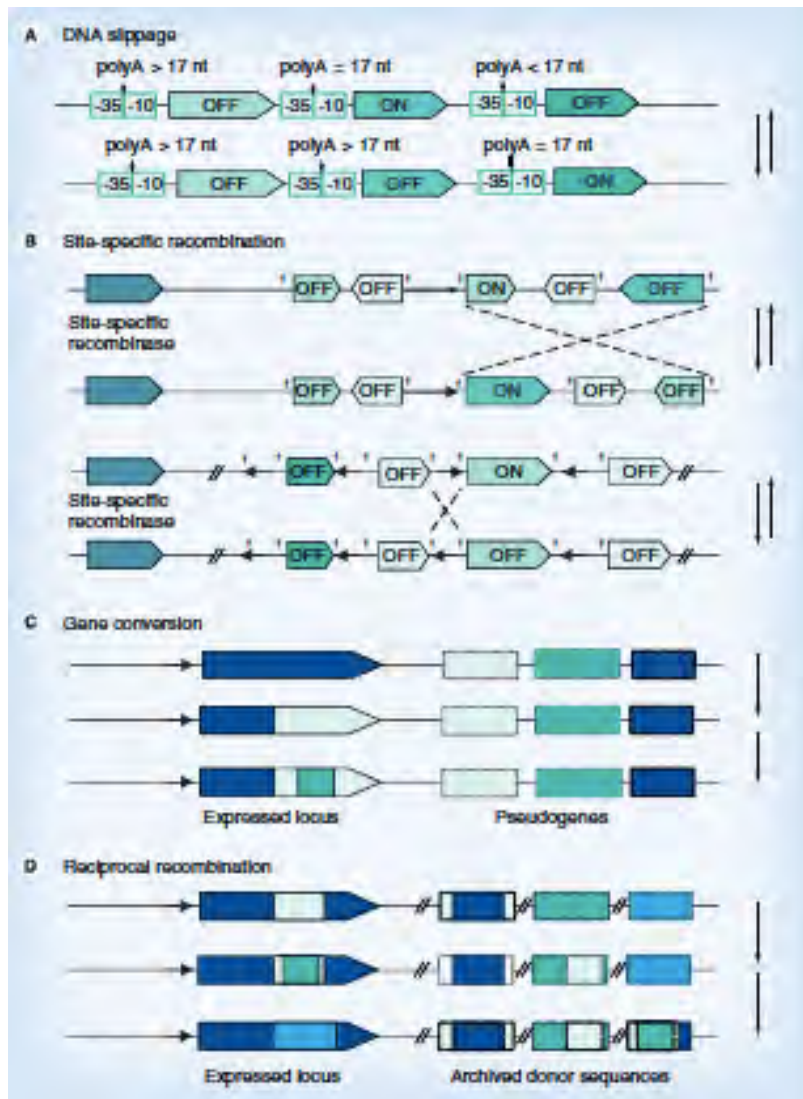 A DNA slippage
polyA > 17 nt polyA = 17 nt polyA < 17 nt
-35 -10 OFF -35 -10 ON -35 -10 OFF
polyA > 17 nt polyA > 17 nt polyA = 17 nt
-35 -10 OFF -35 -10 OFF -35 -10 ON
B Site-specific recombination
OFF OFF ON OFF OFF
Site-specific
recombinase
OFF OFF ON OFF OFF
OFF OFF ON OFF
Site-specific
recombinase
OFF OFF OFF OFF
C Gene conversion
Expressed locus Pseudogenes
D Reciprocal recombination
Expressed locus Archived donor sequences